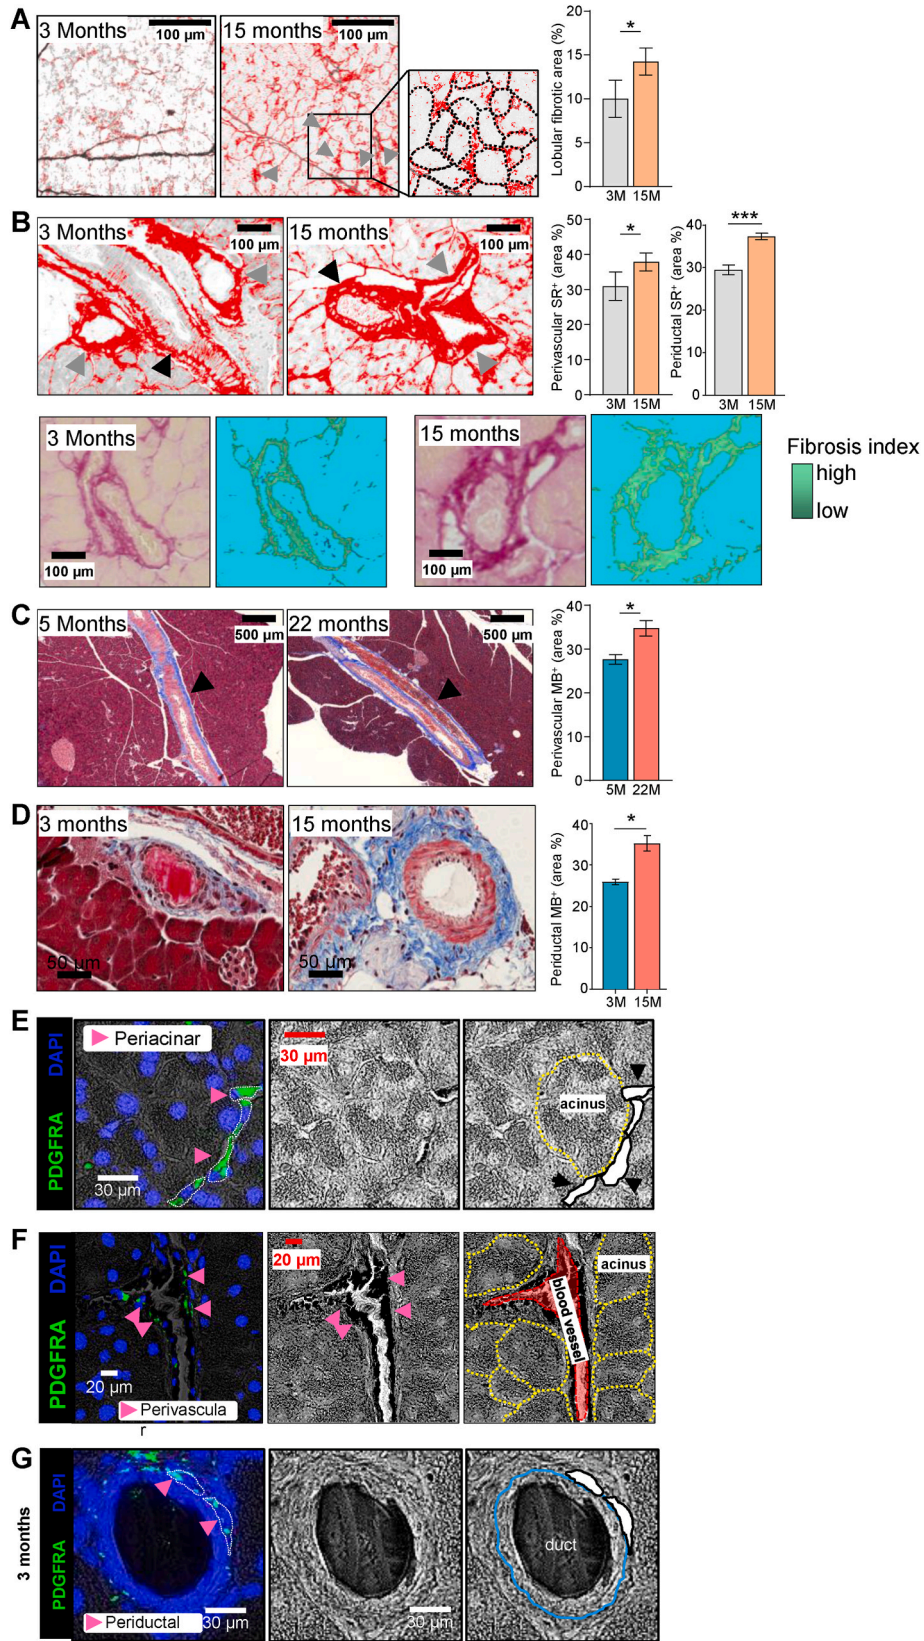 A
3 Months
100 µm
15 months
100 µm
Lobular fibrotic area (%)
20
15
10
5
0
*
3M 15M
B
3 Months
100 µm
15 months
100 µm
Perivascular SR+ (area %)
50
40
30
20
10
0
*
3M 15M
Periductal SR+ (area %)
40
30
20
10
0
***
3M 15M
3 Months
100 µm
15 months
100 µm
Fibrosis index
high
low
C
5 Months
500 µm
22 months
500 µm
Perivascular MB+ (area %)
40
30
20
10
0
*
5M 22M
D
3 months
50 µm
15 months
50 µm
Periductal MB+ (area %)
40
30
20
10
0
*
3M 15M
E
PDGFRA DAPI
Periacinar
30 µm
30 µm
acinus
F
PDGFRA DAPI
20 µm
Perivascula
r
20 µm
blood vessel
acinus
G
3 months
PDGFRA DAPI
Periductal
30 µm
30 µm
duct